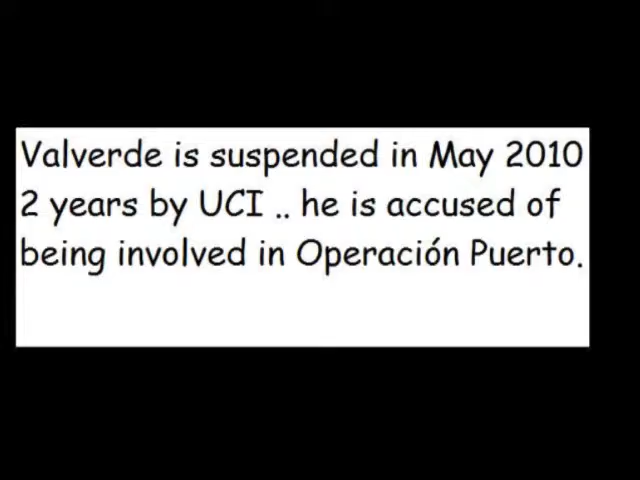 Valverde is suspended in May 2010
2 years by UCI .. he is accused of
being involved in Operación Puerto.